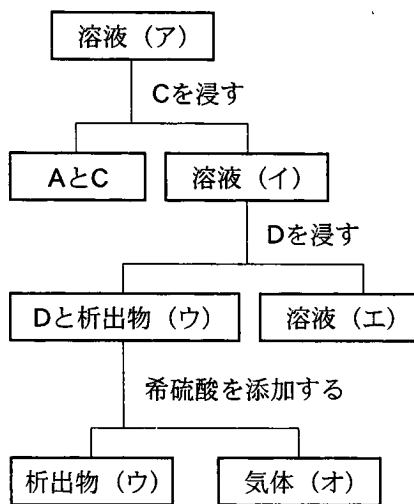 溶液（ア）
Cを浸す
AとC
溶液（イ）
Dを浸す
Dと析出物（ウ）
溶液（エ）
希硫酸を添加する
析出物（ウ）
気体（オ）